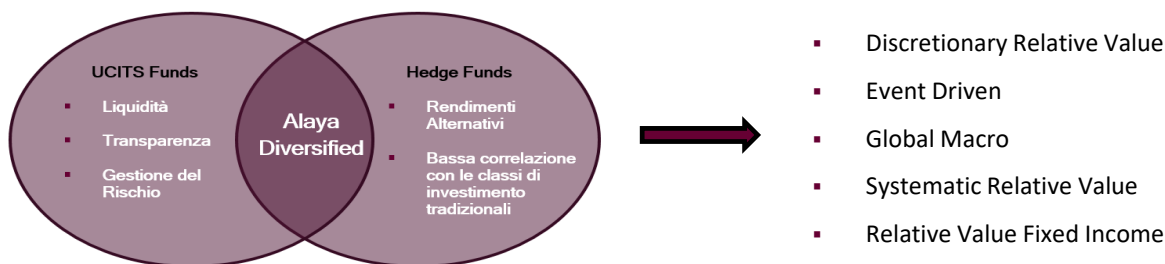 UCITS Funds
▪ Liquidità
▪ Transparenza
▪ Gestione del
Rischio
Alaya
Diversified
Hedge Funds
▪ Rendimenti
Alternativi
▪ Bassa correlazione
con le classi di
investimento
tradizionali
▪ Discretionary Relative Value
▪ Event Driven
▪ Global Macro
▪ Systematic Relative Value
▪ Relative Value Fixed Income